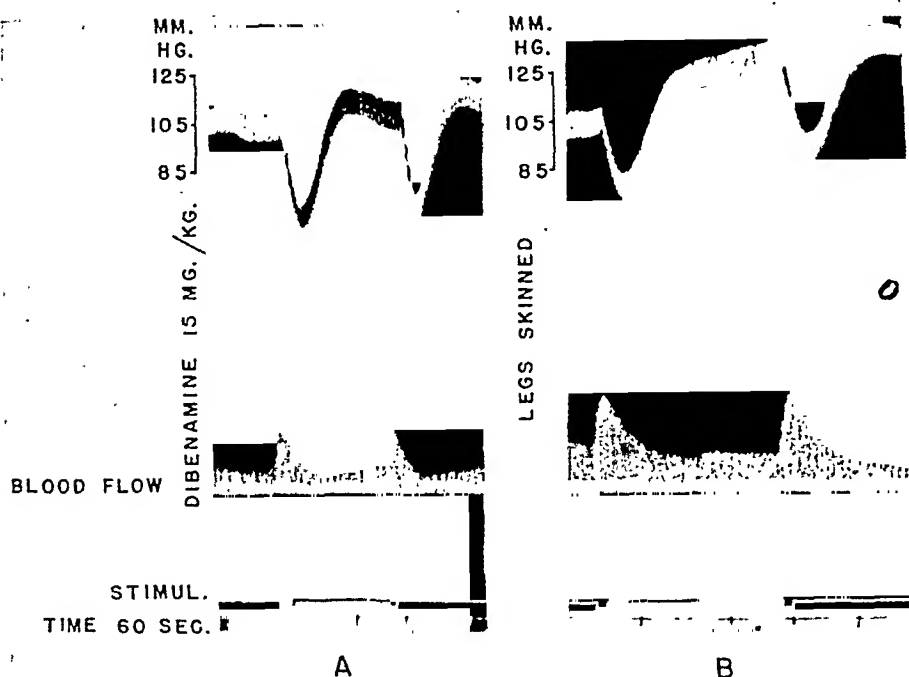 MM.
HG.
125
105
85
DIBENAMINE 15 MG./KG.
MM.
HG.
125
105
85
LEGS SKINNED
O
BLOOD FLOW
STIMUL.
TIME 60 SEC.
A
B